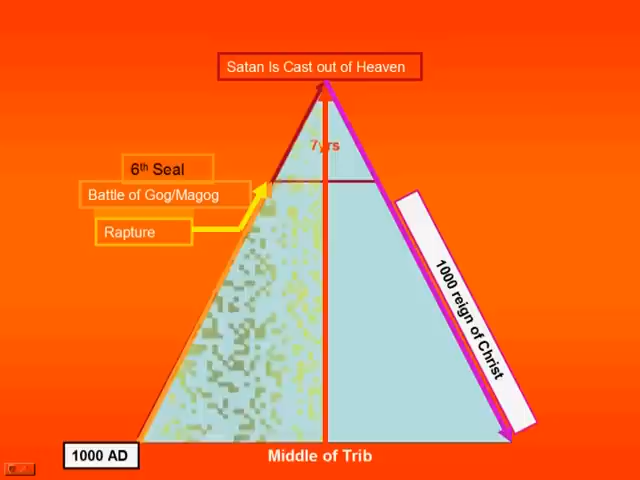 Satan Is Cast out of Heaven
7yrs
6th Seal
Battle of Gog/Magog
Rapture
1000 reign of Christ
1000 AD
Middle of Trib